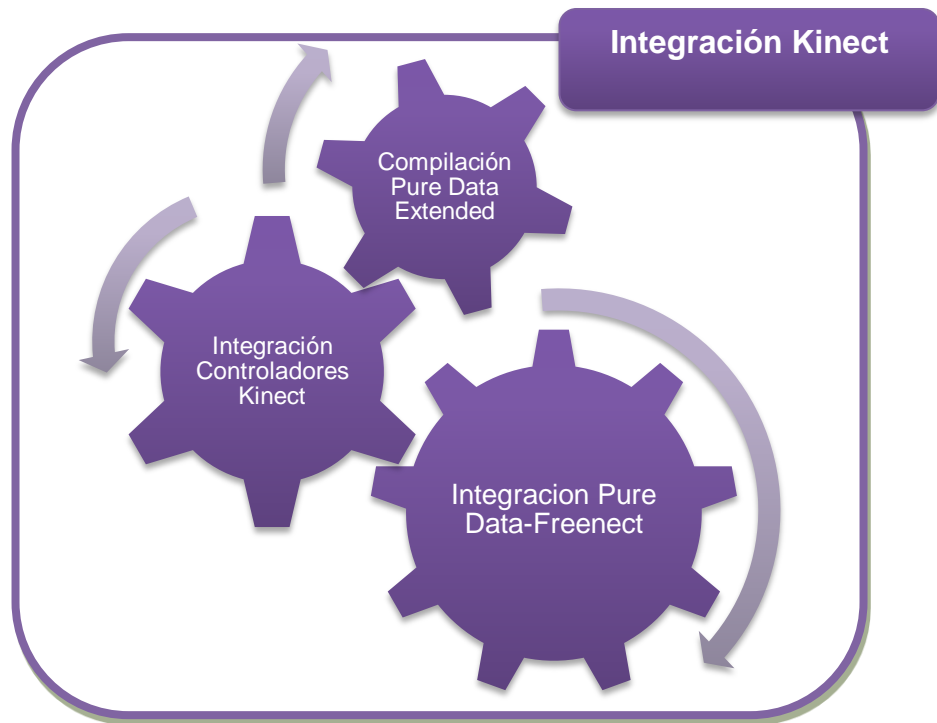 Integración Kinect
Compilación
Pure Data
Extended
Integración
Controladores
Kinect
Integracion Pure
Data-Freenect